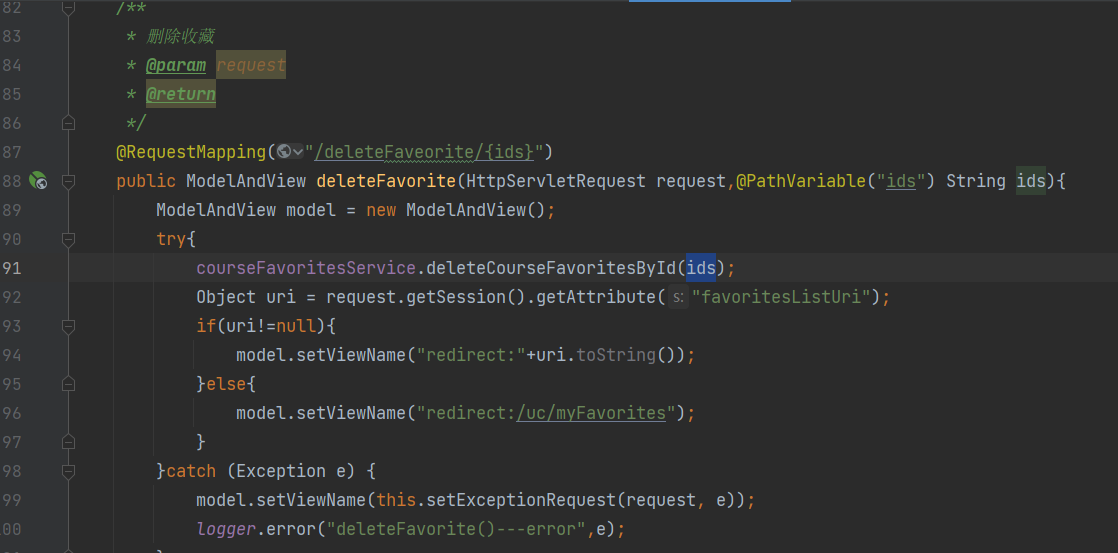 82 /**
83 * 删除收藏
84 * @param request
85 * @return
86 */
87 @RequestMapping("/deleteFaveorite/{ids}")
88 public ModelAndView deleteFavorite(HttpServletRequest request,@PathVariable("ids") String ids){
89 ModelAndView model = new ModelAndView();
90 try{
91 courseFavoritesService.deleteCourseFavoritesById(ids);
92 Object uri = request.getSession().getAttribute( s: "favoritesListUri");
93 if(uri!=null){
94 model.setViewName("redirect:"+uri.toString());
95 }else{
96 model.setViewName("redirect:/uc/myFavorites");
97 }
98 }catch (Exception e) {
99 model.setViewName(this.setExceptionRequest(request, e));
100 logger.error("deleteFavorite()---error",e);